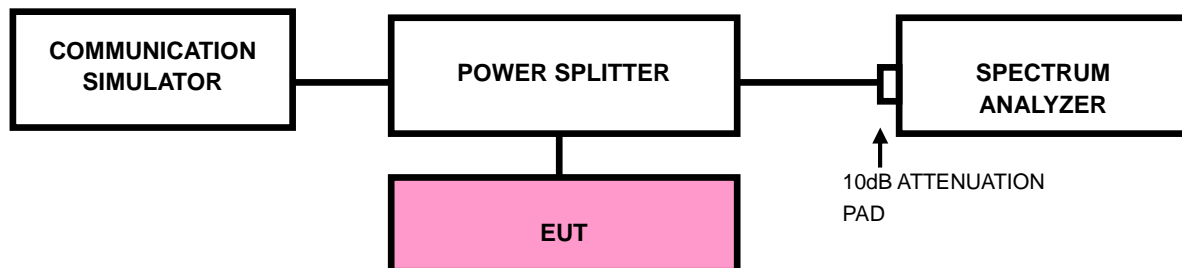 COMMUNICATION
SIMULATOR
POWER SPLITTER
SPECTRUM
ANALYZER
10dB ATTENUATION
PAD
EUT